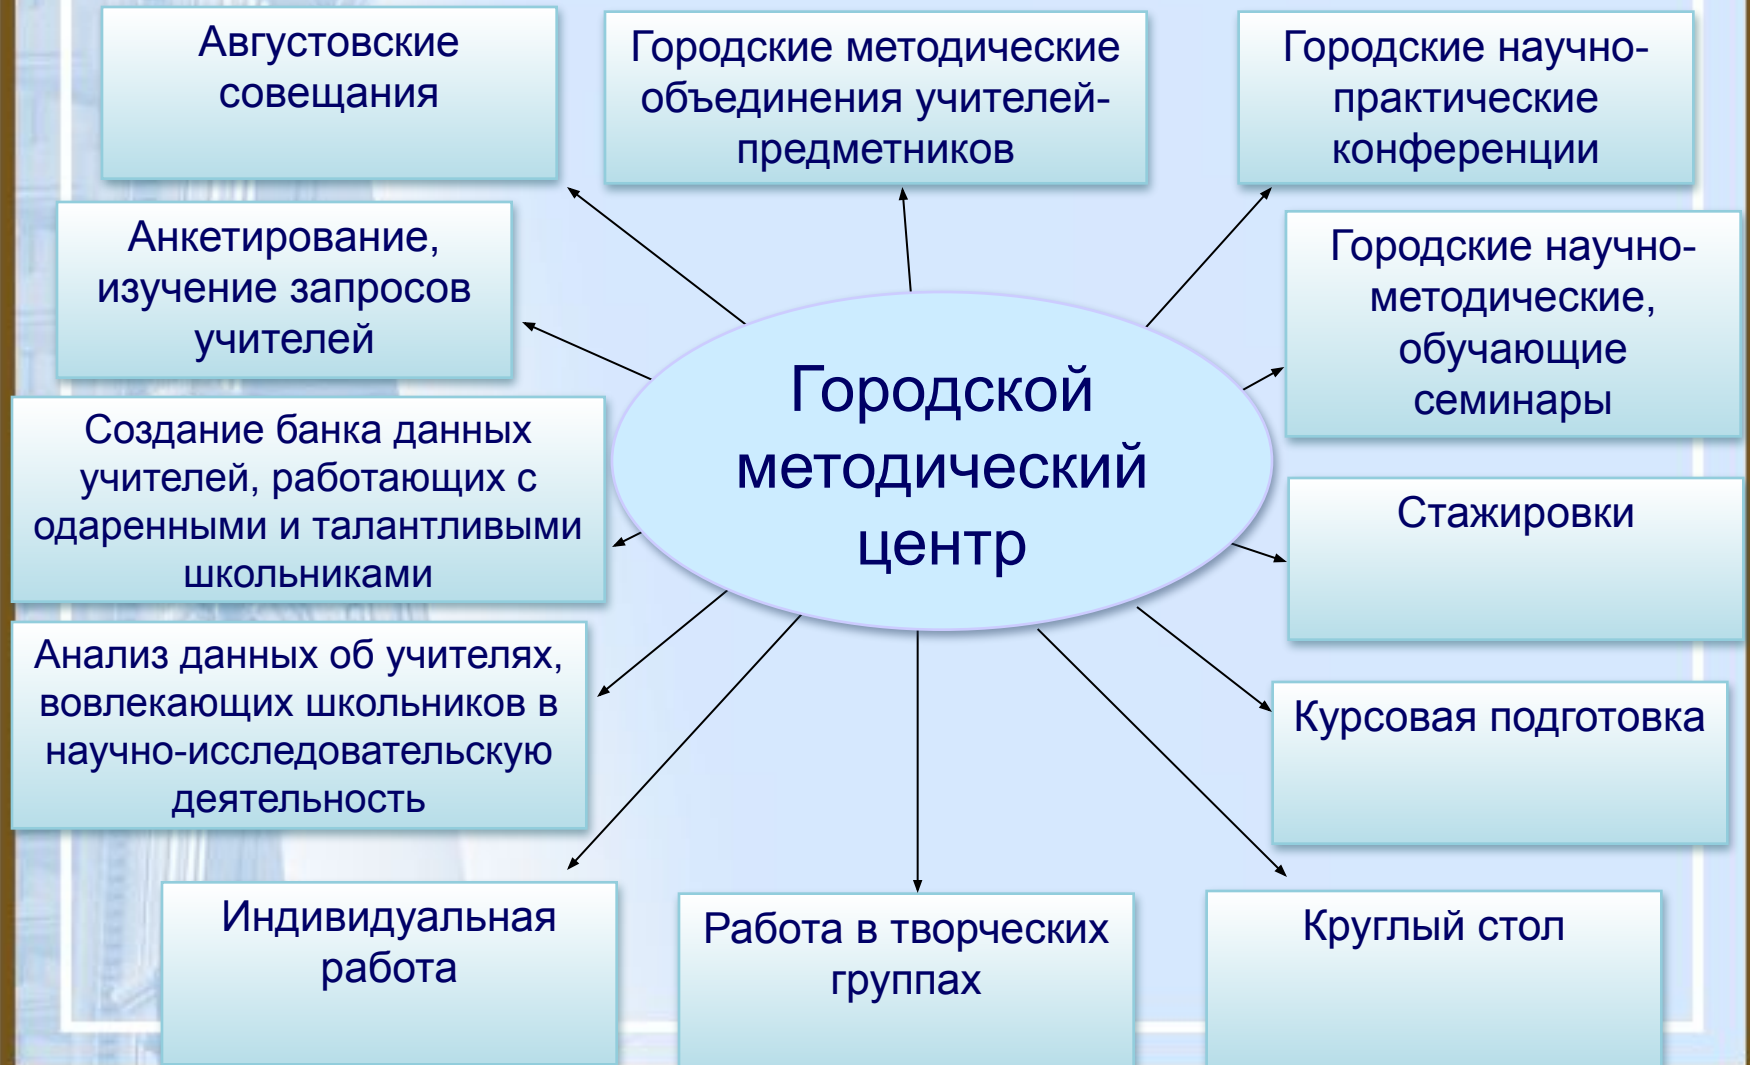 Августовские
совещания
Городские методические
объединения учителей-
предметников
Городские научно-
практические
конференции
Анкетирование,
изучение запросов
учителей
Городские научно-
методические,
обучающие
семинары
Городской
методический
центр
Создание банка данных
учителей, работающих с
одаренными и талантливыми
школьниками
Стажировки
Анализ данных об учителях,
вовлекающих школьников в
научно-исследовательскую
деятельность
Курсовая подготовка
Индивидуальная
работа
Работа в творческих
группах
Круглый стол